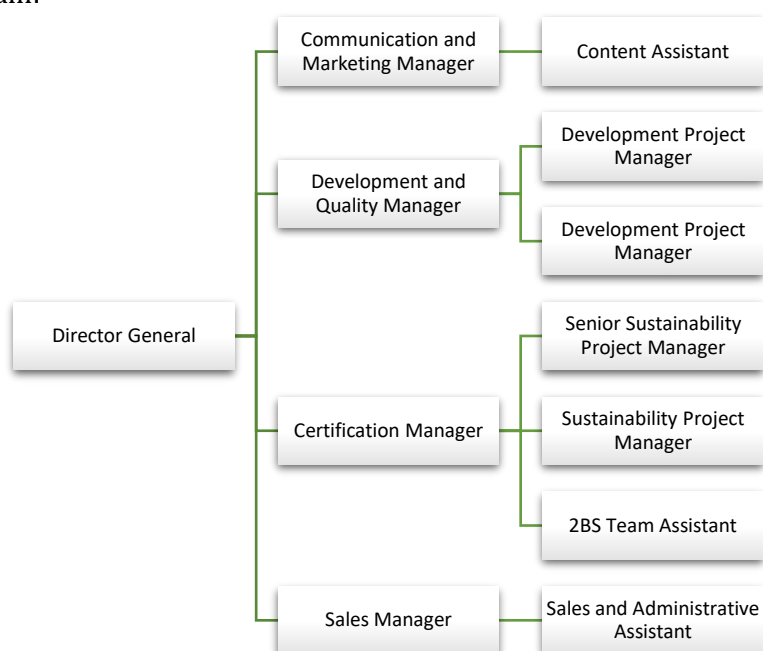 Communication and
Marketing Manager
Content Assistant
Development Project
Manager
Development and
Quality Manager
Development Project
Manager
Director General
Senior Sustainability
Project Manager
Certification Manager
Sustainability Project
Manager
2BS Team Assistant
Sales Manager
Sales and Administrative
Assistant